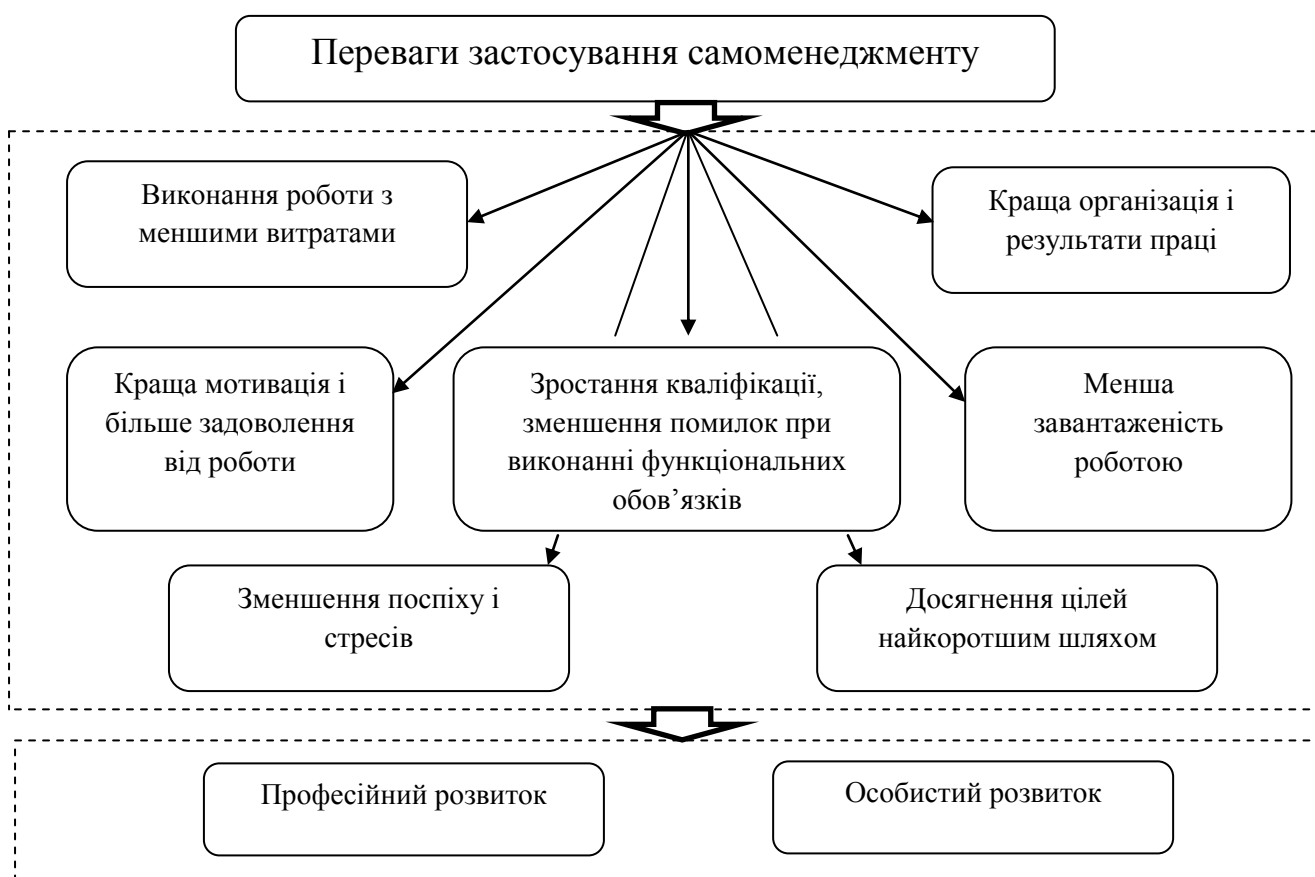 Переваги застосування самоменеджменту
Виконання роботи з
меншими витратами
Краща організація і
результати праці
Краща мотивація і
більше задоволення
від роботи
Зростання кваліфікації,
зменшення помилок при
виконанні функціональних
обов’язків
Менша
завантаженість
роботою
Зменшення поспіху і
стресів
Досягнення цілей
найкоротшим шляхом
Професійний розвиток
Особистий розвиток